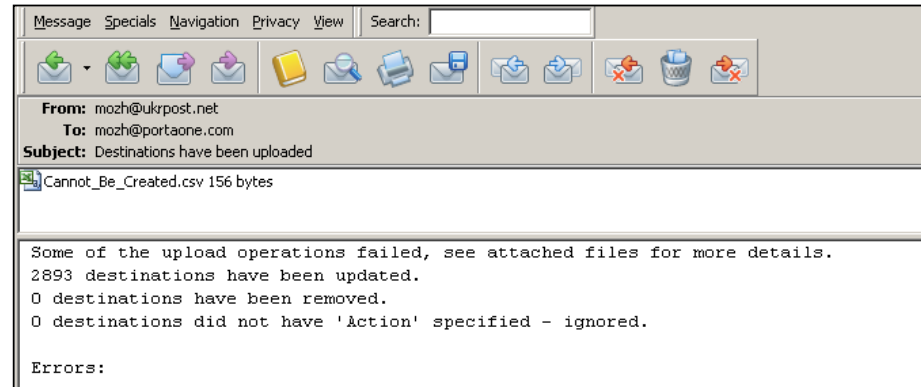 Message Specials Navigation Privacy View Search:
From: mozh@ukrpost.net
To: mozh@portaone.com
Subject: Destinations have been uploaded
Cannot_Be_Created.csv 156 bytes
Some of the upload operations failed, see attached files for more details.
2893 destinations have been updated.
0 destinations have been removed.
0 destinations did not have 'Action' specified - ignored.
Errors: